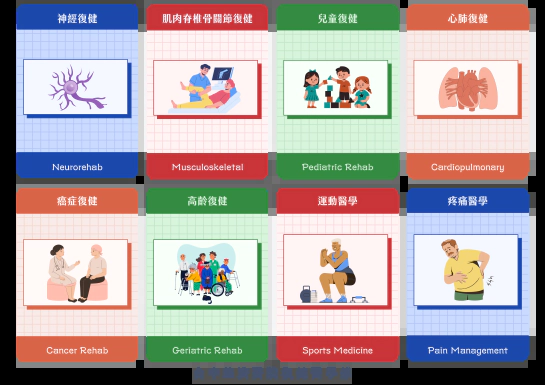 神經復健
肌肉脊椎骨關節復健
兒童復健
心肺復健
Neurorehab
Musculoskeletal
Pediatric Rehab
Cardiopulmonary
癌症復健
高齡復健
運動醫學
疼痛醫學
Cancer Rehab
Geriatric Rehab
Sports Medicine
Pain Management